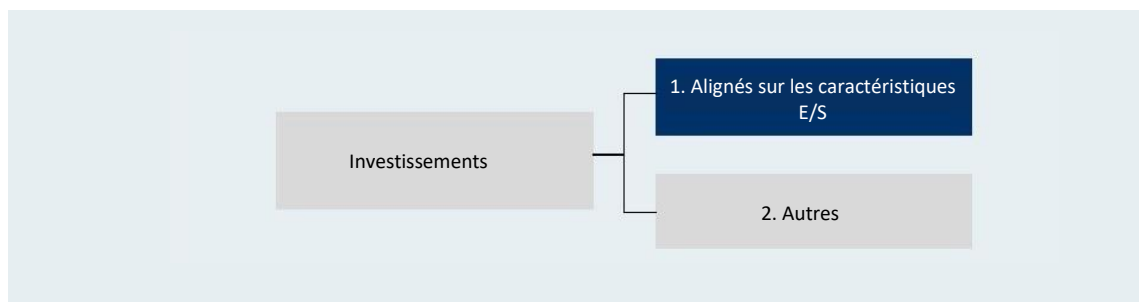 1. Alignés sur les caractéristiques
E/S
Investissements
2. Autres